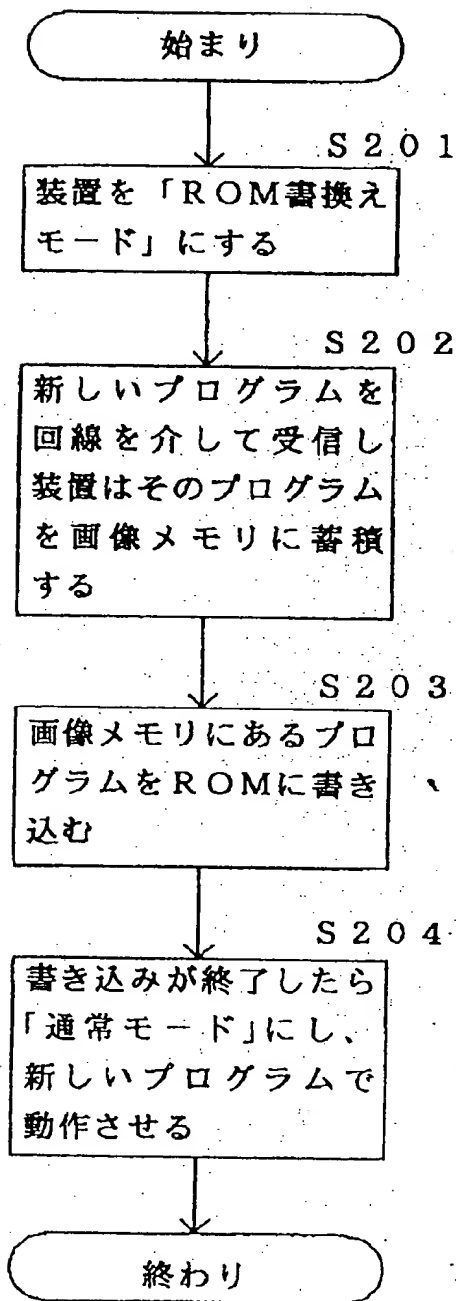 始まり
S201
装置を「ROM書換え
モード」にする
S202
新しいプログラムを
回線を介して受信し
装置はそのプログラム
を画像メモリに蓄積
する
S203
画像メモリにあるプロ
グラムをROMに書き
込む
S204
書き込みが終了したら
「通常モード」にし、
新しいプログラムで
動作させる
終わり